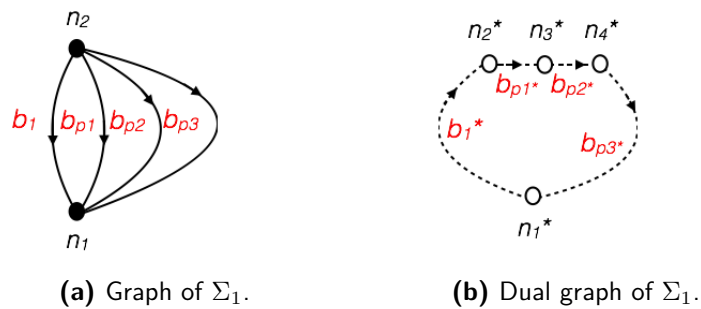 n2
b1 bp1 bp2 bp3
n1
(a) Graph of Σ1.
n2* n3* n4*
bp1* bp2*
b1*
bp3*
n1*
(b) Dual graph of Σ1.